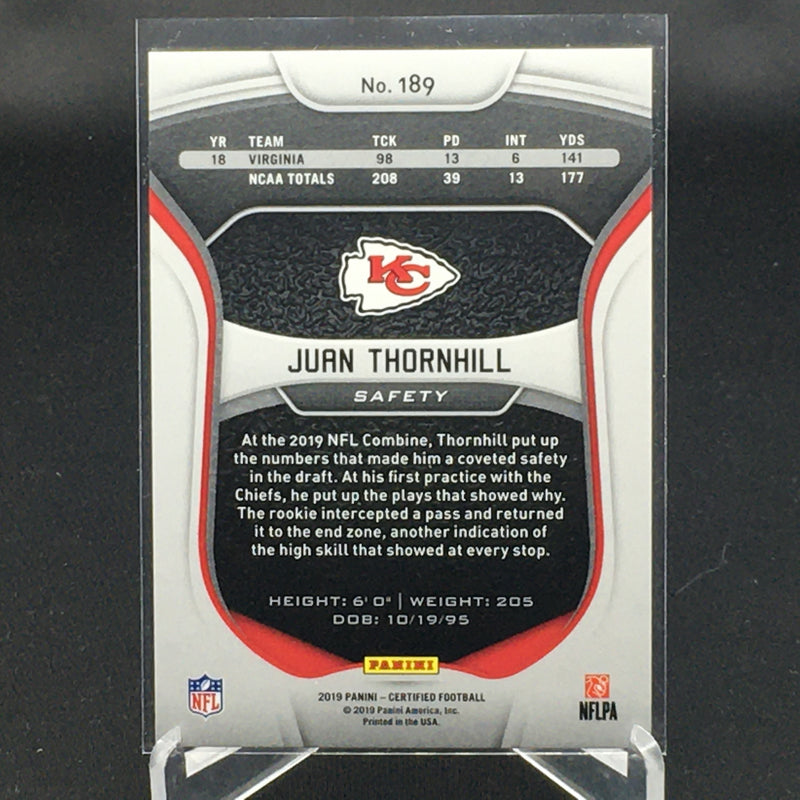 No. 189
YR TEAM TCK PD INT YDS
18 VIRGINIA 98 13 6 141
NCAA TOTALS 208 39 13 177
KC
JUAN THORNHILL
SAFETY
At the 2019 NFL Combine, Thornhill put up
the numbers that made him a coveted safety
in the draft. At his first practice with the
Chiefs, he put up the plays that showed why.
The rookie intercepted a pass and returned
it to the end zone, another indication of
the high skill that showed at every stop.
HEIGHT: 6' 0" | WEIGHT: 205
DOB: 10/19/95
PANINI
NFL
2019 PANINI – CERTIFIED FOOTBALL
© 2019 Panini America, Inc.
Printed in the USA.
NFLPA